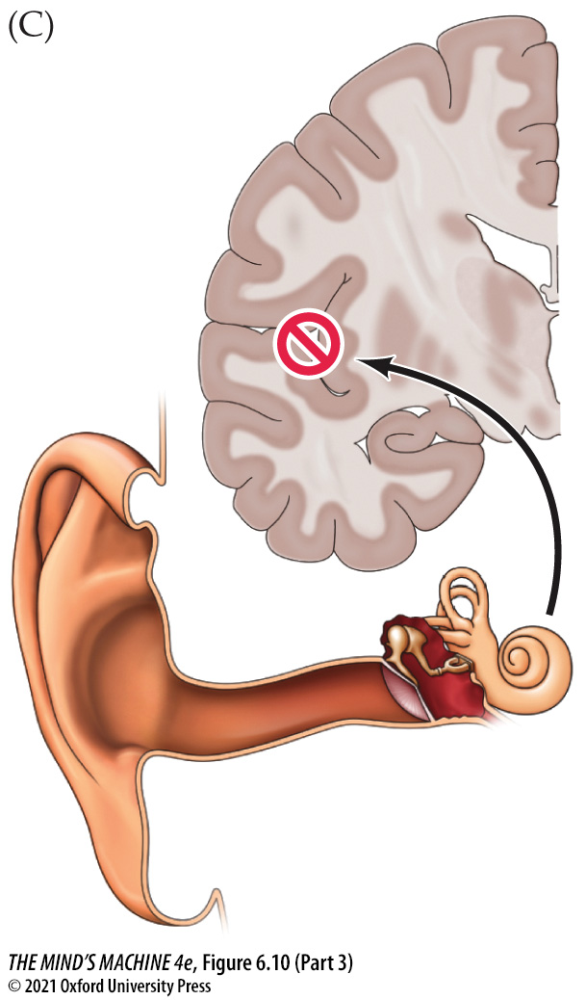 (C)
THE MIND'S MACHINE 4e, Figure 6.10 (Part 3)
© 2021 Oxford University Press